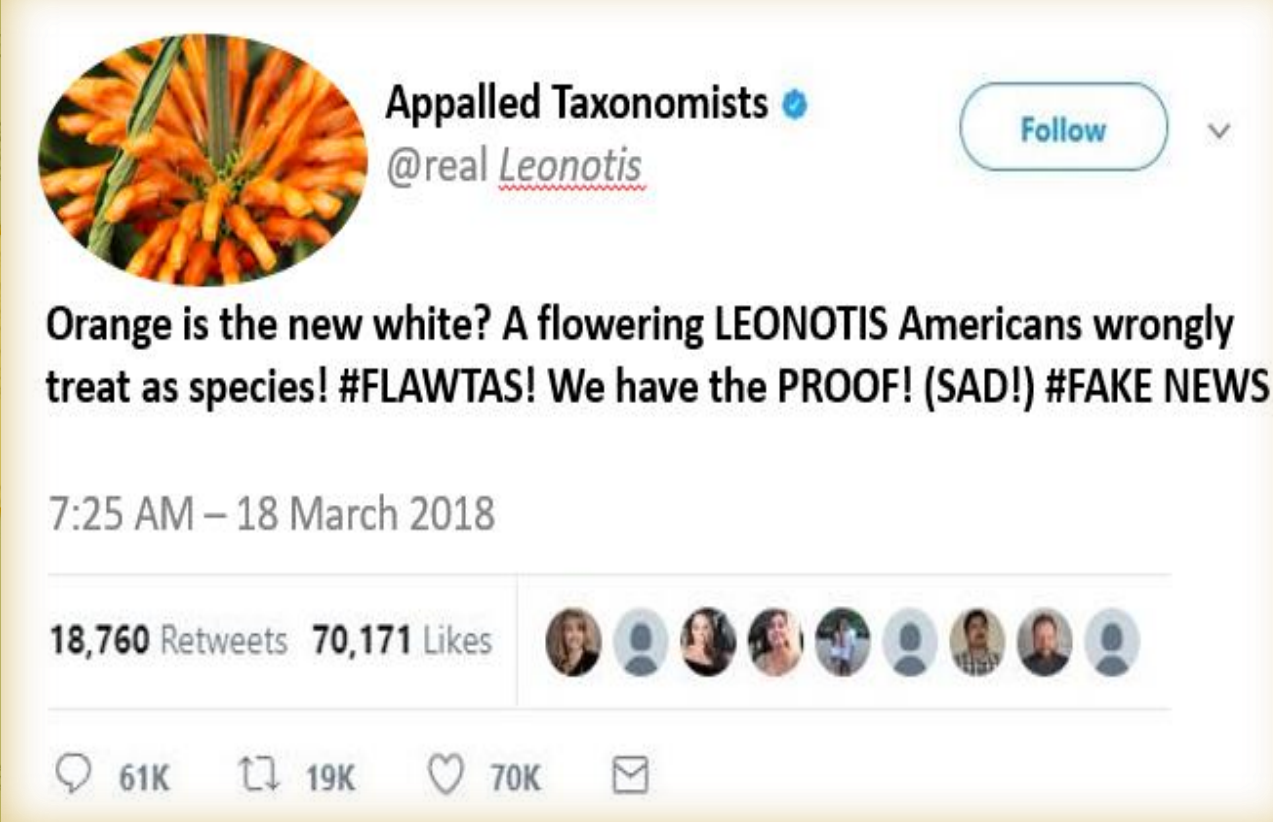 Appalled Taxonomists
Follow
@real Leonotis
Orange is the new white? A flowering LEONOTIS Americans wrongly
treat as species! #FLAWTAS! We have the PROOF! (SAD!) #FAKE NEWS
7:25 AM – 18 March 2018
18,760 Retweets 70,171 Likes
61K 19K 70K